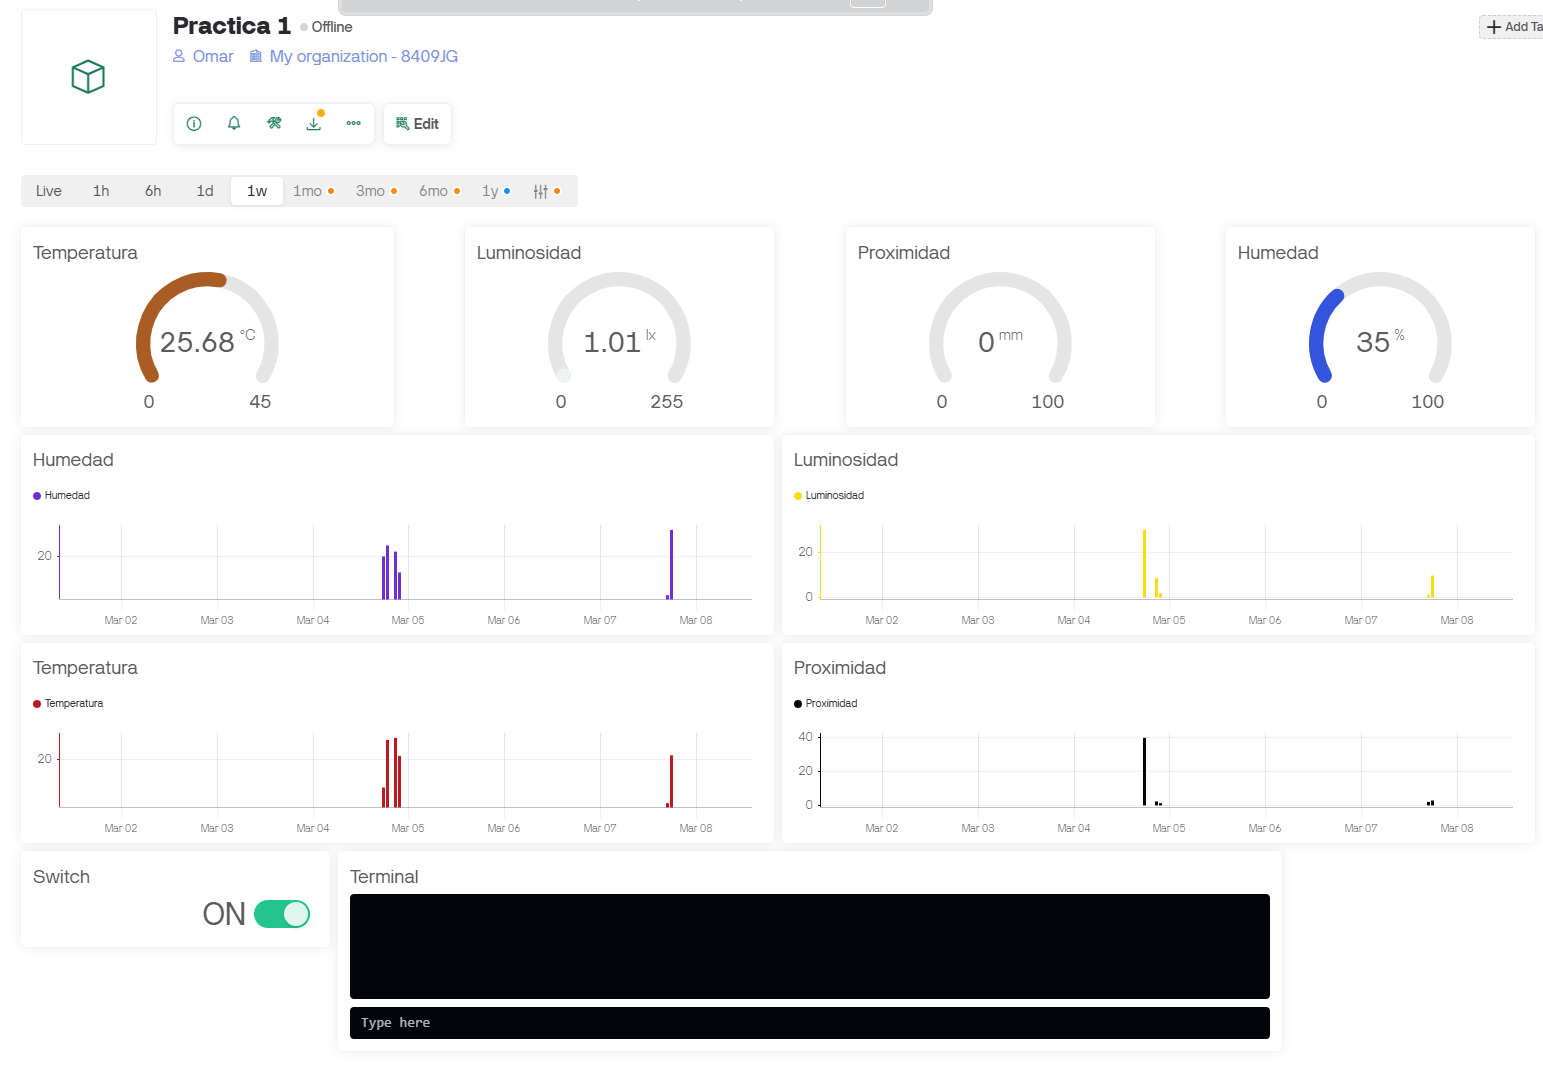 Practica 1 Offline
Add Ta
Omar My organization - 8409JG
Edit
Live 1h 6h 1d 1w 1mo 3mo 6mo 1y
Temperatura
25.68 °C
0 45
Luminosidad
1.01 lx
0 255
Proximidad
0 mm
0 100
Humedad
35 %
0 100
Humedad
Humedad
20
Mar 02 Mar 03 Mar 04 Mar 05 Mar 06 Mar 07 Mar 08
Luminosidad
Luminosidad
20
0
Mar 02 Mar 03 Mar 04 Mar 05 Mar 06 Mar 07 Mar 08
Temperatura
Temperatura
20
Mar 02 Mar 03 Mar 04 Mar 05 Mar 06 Mar 07 Mar 08
Proximidad
Proximidad
40
20
0
Mar 02 Mar 03 Mar 04 Mar 05 Mar 06 Mar 07 Mar 08
Switch
ON
Terminal
Type here